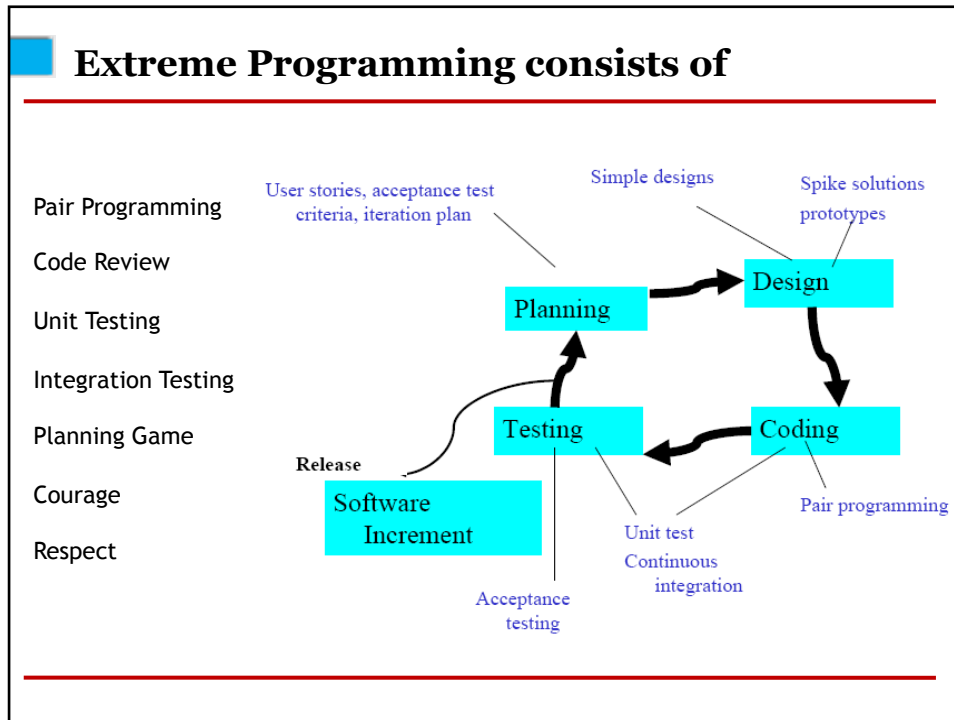 Extreme Programming consists of
Pair Programming
Code Review
Unit Testing
Integration Testing
Planning Game
Courage
Respect
User stories, acceptance test
criteria, iteration plan
Simple designs
Spike solutions
prototypes
Planning
Design
Testing
Coding
Release
Software
Increment
Pair programming
Unit test
Continuous
integration
Acceptance
testing